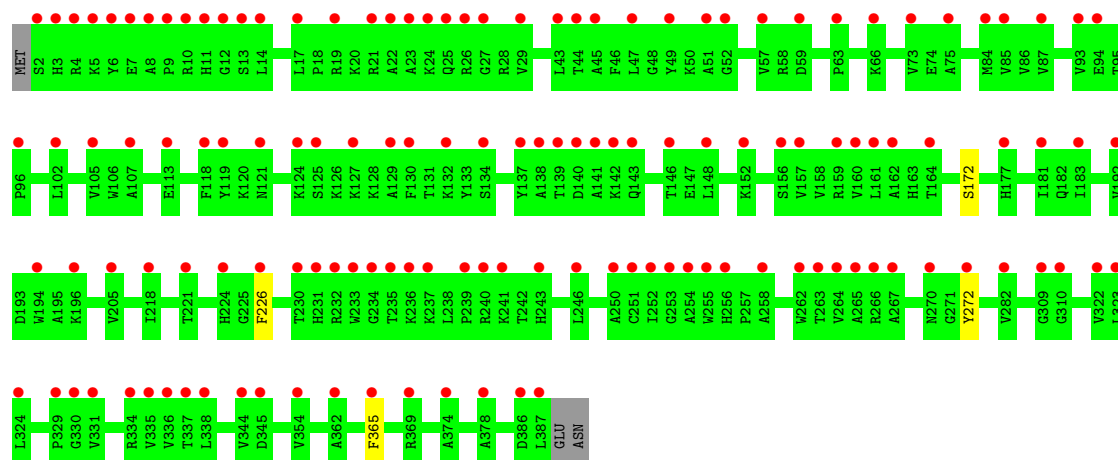 MET S2 H3 R4 K5 Y6 E7 A8 P9 R10 H11 G12 S13 L14 L17 P18 R19 K20 R21 A22 A23 K24 Q25 R26 G27 R28 V29 L43 T44 A45 F46 L47 G48 Y49 K50 A51 G52 V57 R58 D59 P63 K66 V73 E74 A75 M84 V85 V86 V87 V93 E94 T95
P96 L102 V105 W106 A107 E113 F118 Y119 K120 N121 K124 S125 K126 K127 K128 A129 F130 T131 K132 Y133 S134 Y137 A138 T139 D140 A141 K142 Q143 T146 E147 L148 K152 S156 V157 V158 R159 V160 L161 A162 H163 T164 S172 H177 I181 Q182 I183
D193 W194 A195 K196 V205 I218 T221 H224 G225 F226 T230 H231 R232 W233 G234 T235 K236 K237 L238 P239 R240 K241 T242 H243 L246 A250 C251 I252 G253 A254 W255 H256 P257 A258 W262 T263 V264 A265 R266 A267 N270 G271 Y272 V282 G309 G310 V322 L323
L324 P329 G330 V331 R334 V335 V336 T337 L338 V344 D345 V354 A362 F365 R369 A374 A378 D386 L387 GLU ASN